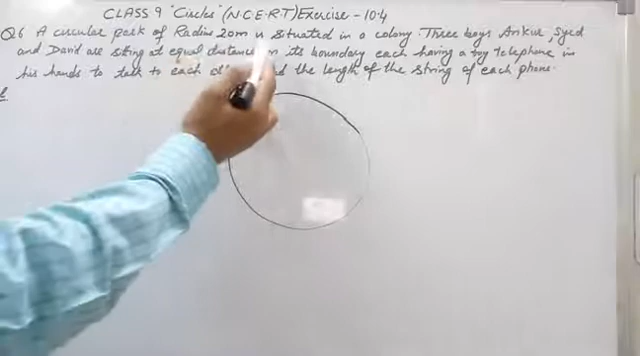 CLASS 9 "Circles" (N.C.E.R.T) Exercise - 10.4
Q.6 A circular park of Radius 20m is situated in a colony. Three boys Ankur, Syed
and David are sitting at equal distance on its boundary each having a toy telephone in
his hands to talk to each the length of the string of each phone.